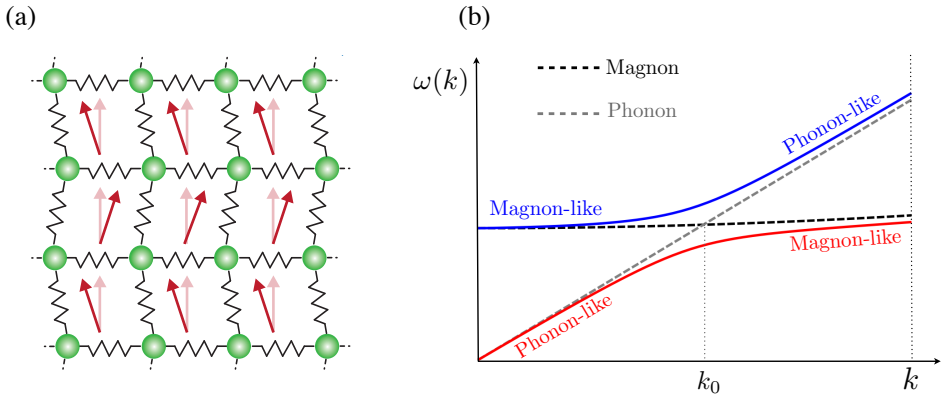 (a)
(b)
ω(k)
Magnon
Phonon
Phonon-like
Magnon-like
Magnon-like
Phonon-like
k₀
k